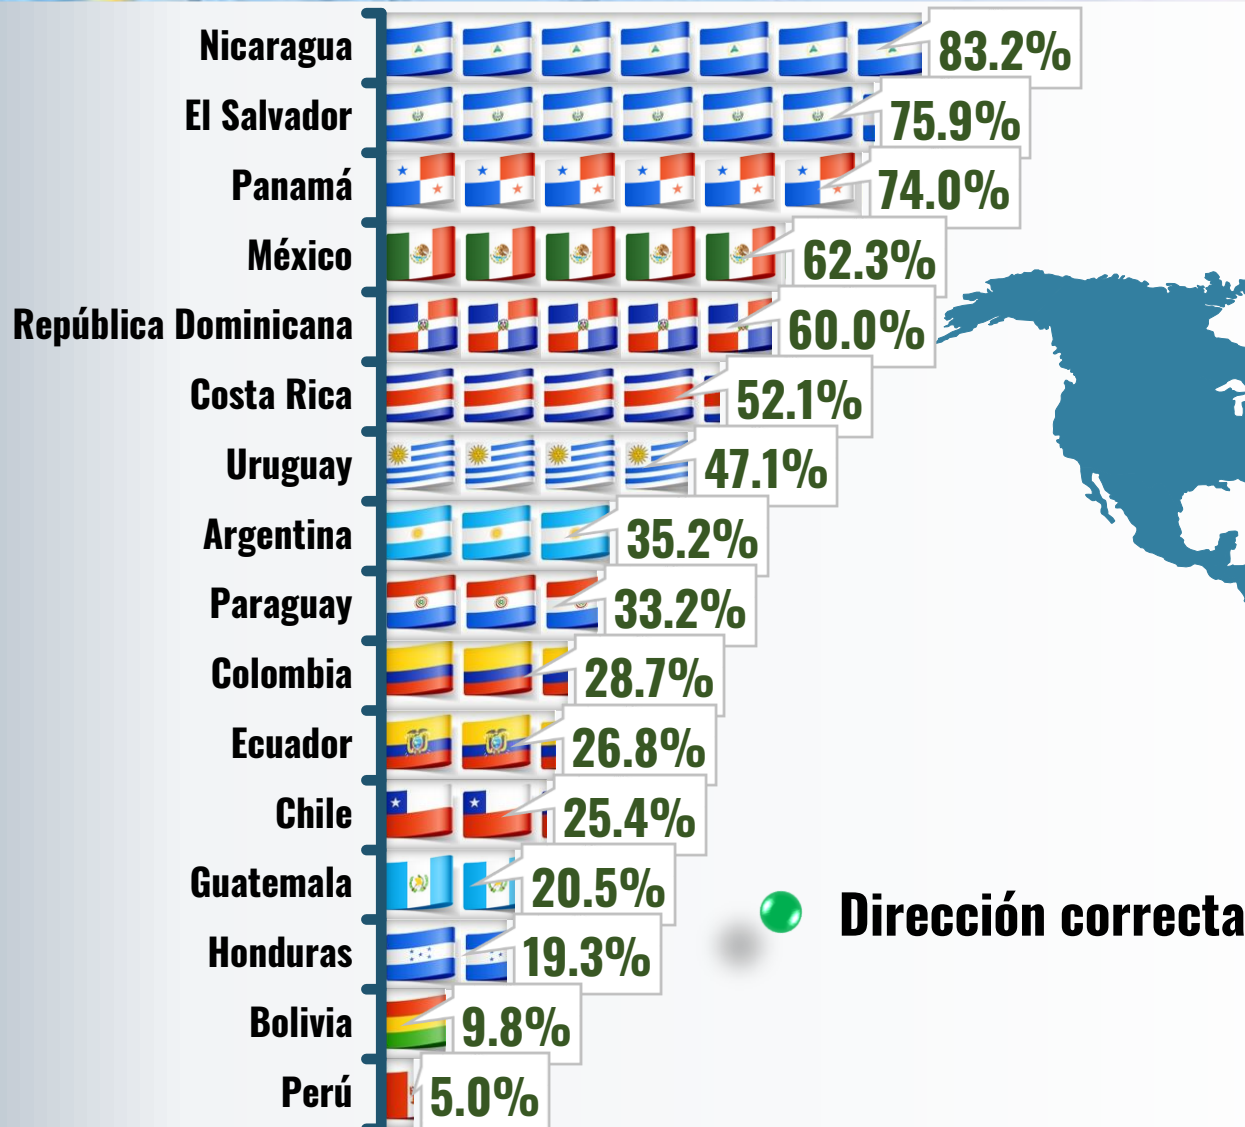 Nicaragua 83.2%
El Salvador 75.9%
Panamá 74.0%
México 62.3%
República Dominicana 60.0%
Costa Rica 52.1%
Uruguay 47.1%
Argentina 35.2%
Paraguay 33.2%
Colombia 28.7%
Ecuador 26.8%
Chile 25.4%
Guatemala 20.5%
Dirección correcta
Honduras 19.3%
Bolivia 9.8%
Perú 5.0%